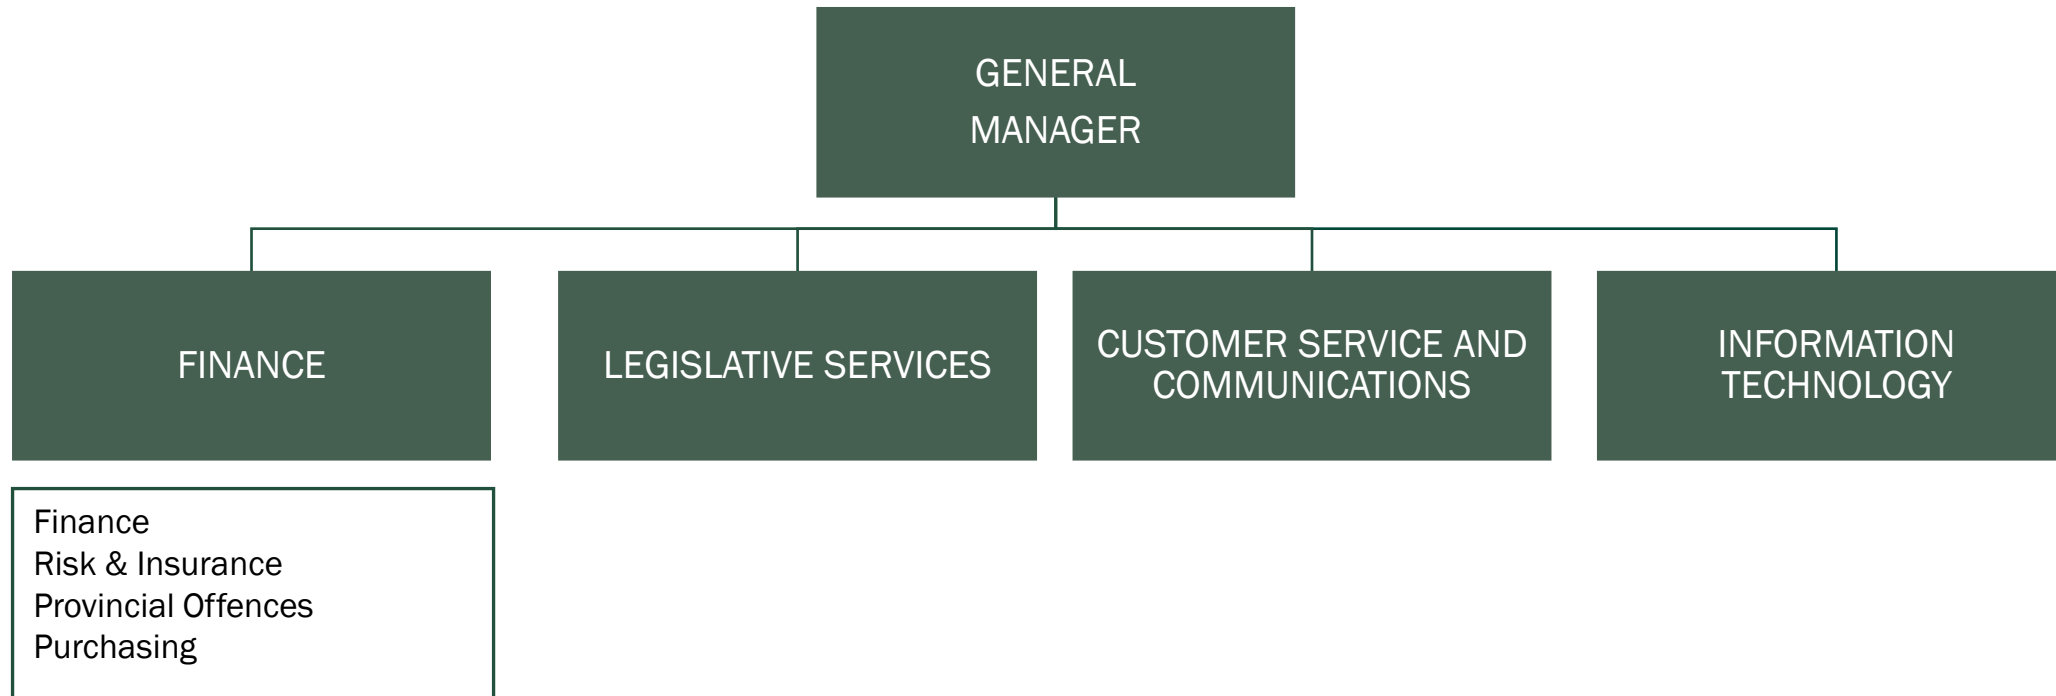 GENERAL
MANAGER
FINANCE
LEGISLATIVE SERVICES
CUSTOMER SERVICE AND
COMMUNICATIONS
INFORMATION
TECHNOLOGY
Finance
Risk & Insurance
Provincial Offences
Purchasing